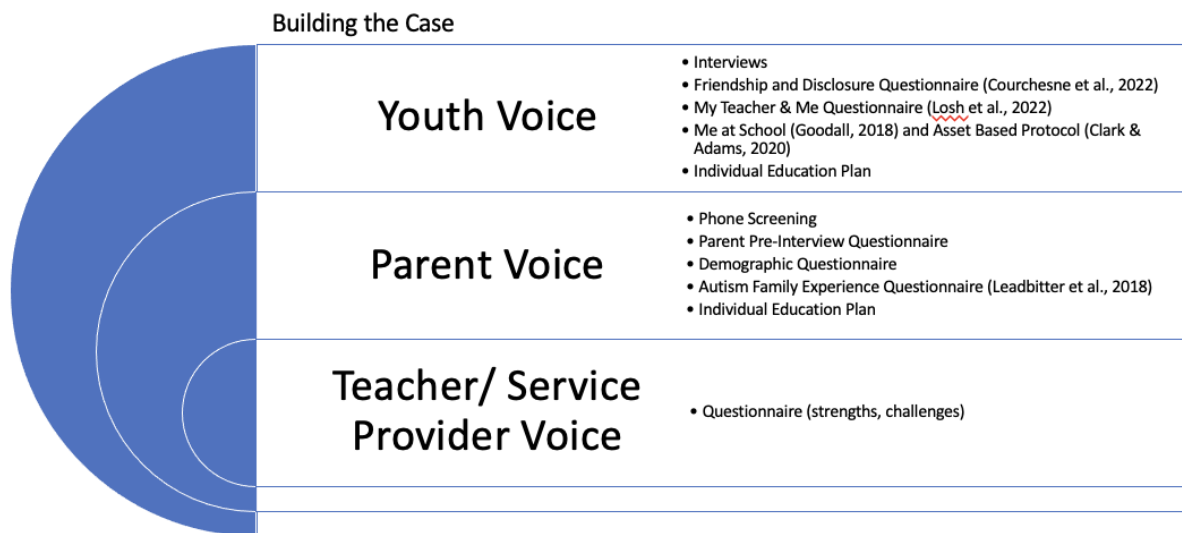 Building the Case
Youth Voice
• Interviews
• Friendship and Disclosure Questionnaire (Courchesne et al., 2022)
• My Teacher & Me Questionnaire (Losh et al., 2022)
• Me at School (Goodall, 2018) and Asset Based Protocol (Clark &
Adams, 2020)
• Individual Education Plan
Parent Voice
• Phone Screening
• Parent Pre-Interview Questionnaire
• Demographic Questionnaire
• Autism Family Experience Questionnaire (Leadbitter et al., 2018)
• Individual Education Plan
Teacher/ Service
Provider Voice
• Questionnaire (strengths, challenges)